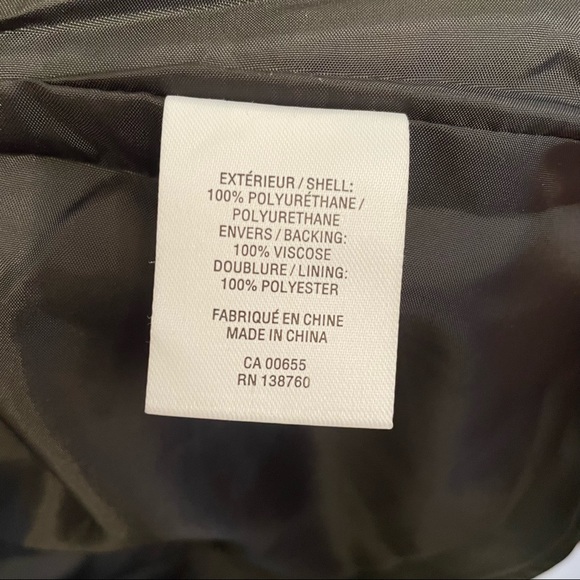 EXTÉRIEUR / SHELL:
100% POLYURÉTHANE /
POLYURETHANE
ENVERS / BACKING:
100% VISCOSE
DOUBLURE / LINING:
100% POLYESTER
FABRIQUÉ EN CHINE
MADE IN CHINA
CA 00655
RN 138760